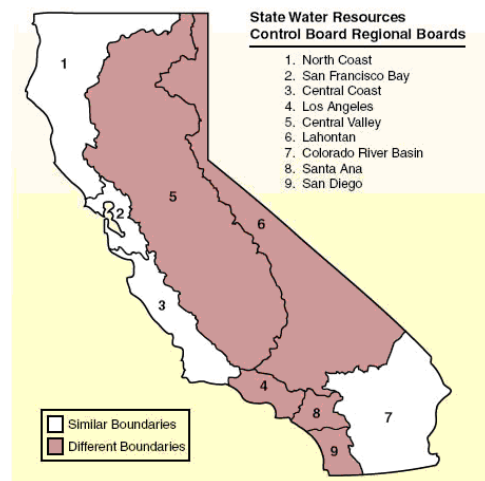 State Water Resources
Control Board Regional Boards
1. North Coast
2. San Francisco Bay
3. Central Coast
4. Los Angeles
5. Central Valley
6. Lahontan
7. Colorado River Basin
8. Santa Ana
9. San Diego
1
2
5
6
3
4
8
7
9
Similar Boundaries
Different Boundaries